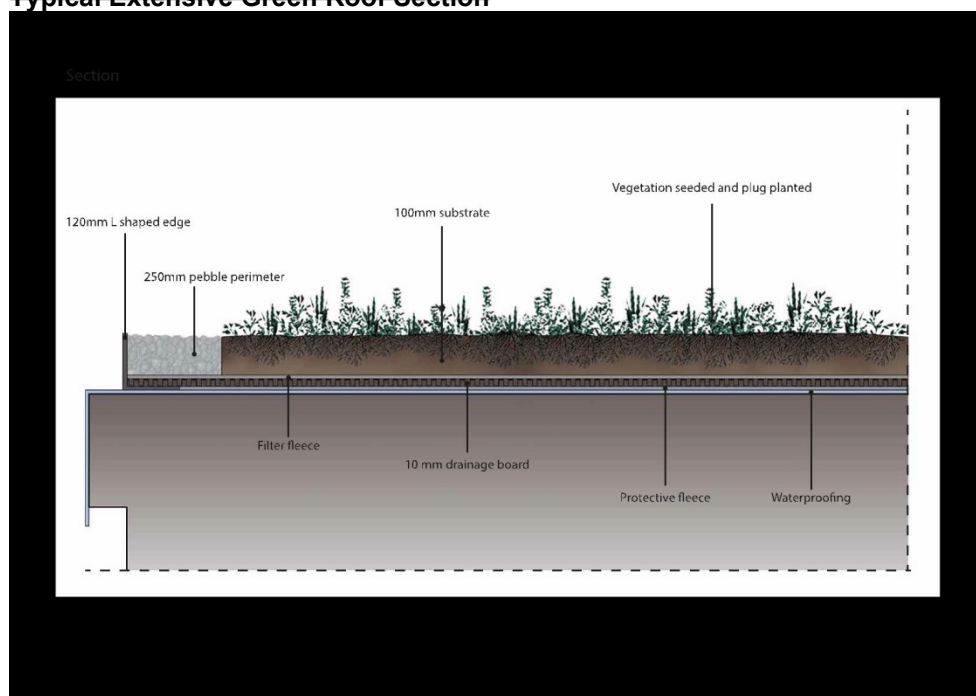 Typical Extensive Green Roof Section
Section
Vegetation seeded and plug planted
100mm substrate
120mm L shaped edge
250mm pebble perimeter
Filter fleece
10 mm drainage board
Protective fleece
Waterproofing